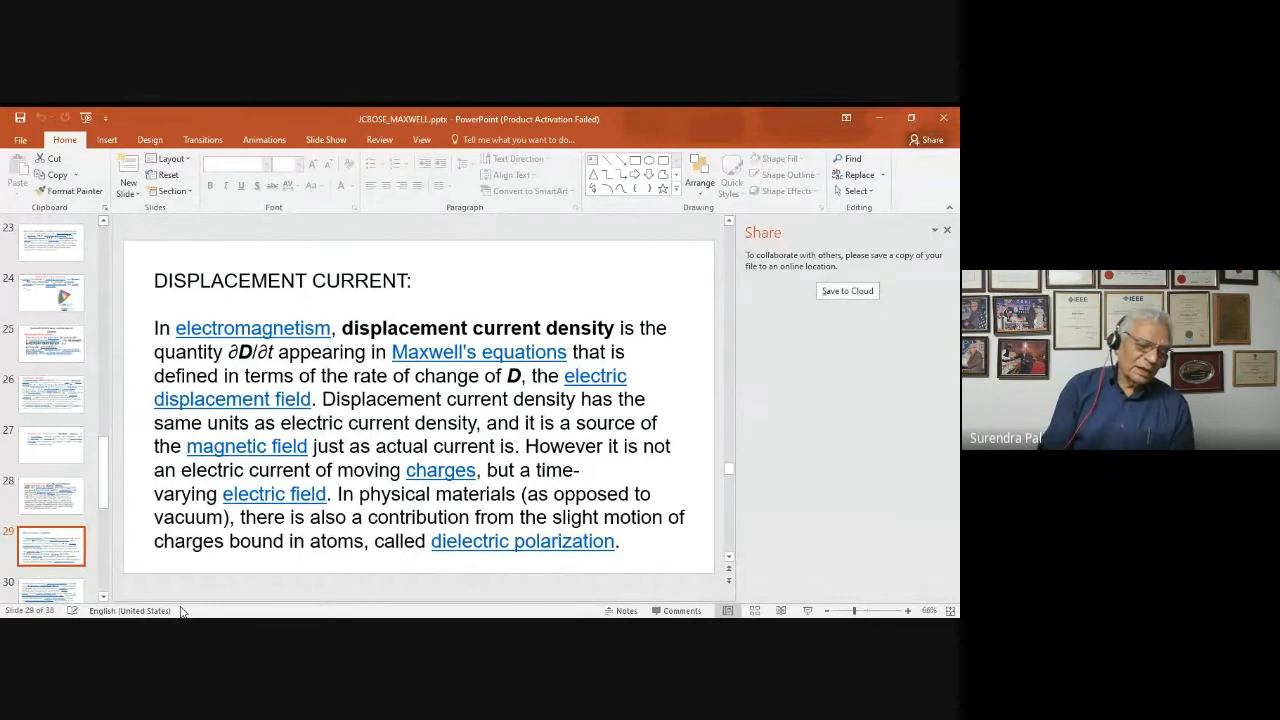 JCBOSE_MAXWELL.pptx - PowerPoint (Product Activation Failed)
File Home Insert Design Transitions Animations Slide Show Review View Tell me what you want to do... Share
Paste
Cut
Copy
Format Painter
Clipboard
New Slide
Layout
Reset
Section
Slides
B I U S abc AV Aa A
Font
Text Direction
Align Text
Convert to SmartArt
Paragraph
Arrange
Quick Styles
Shape Fill
Shape Outline
Shape Effects
Drawing
Find
Replace
Select
Editing
23
24
25
26
27
28
29
30
DISPLACEMENT CURRENT:
In electromagnetism, displacement current density is the
quantity ∂D/∂t appearing in Maxwell's equations that is
defined in terms of the rate of change of D, the electric
displacement field. Displacement current density has the
same units as electric current density, and it is a source of
the magnetic field just as actual current is. However it is not
an electric current of moving charges, but a time-
varying electric field. In physical materials (as opposed to
vacuum), there is also a contribution from the slight motion of
charges bound in atoms, called dielectric polarization.
Share
To collaborate with others, please save a copy of your
file to an online location.
Save to Cloud
Slide 29 of 38 English (United States) Notes Comments 66%
IEEE
IEEE
Surendra Pal